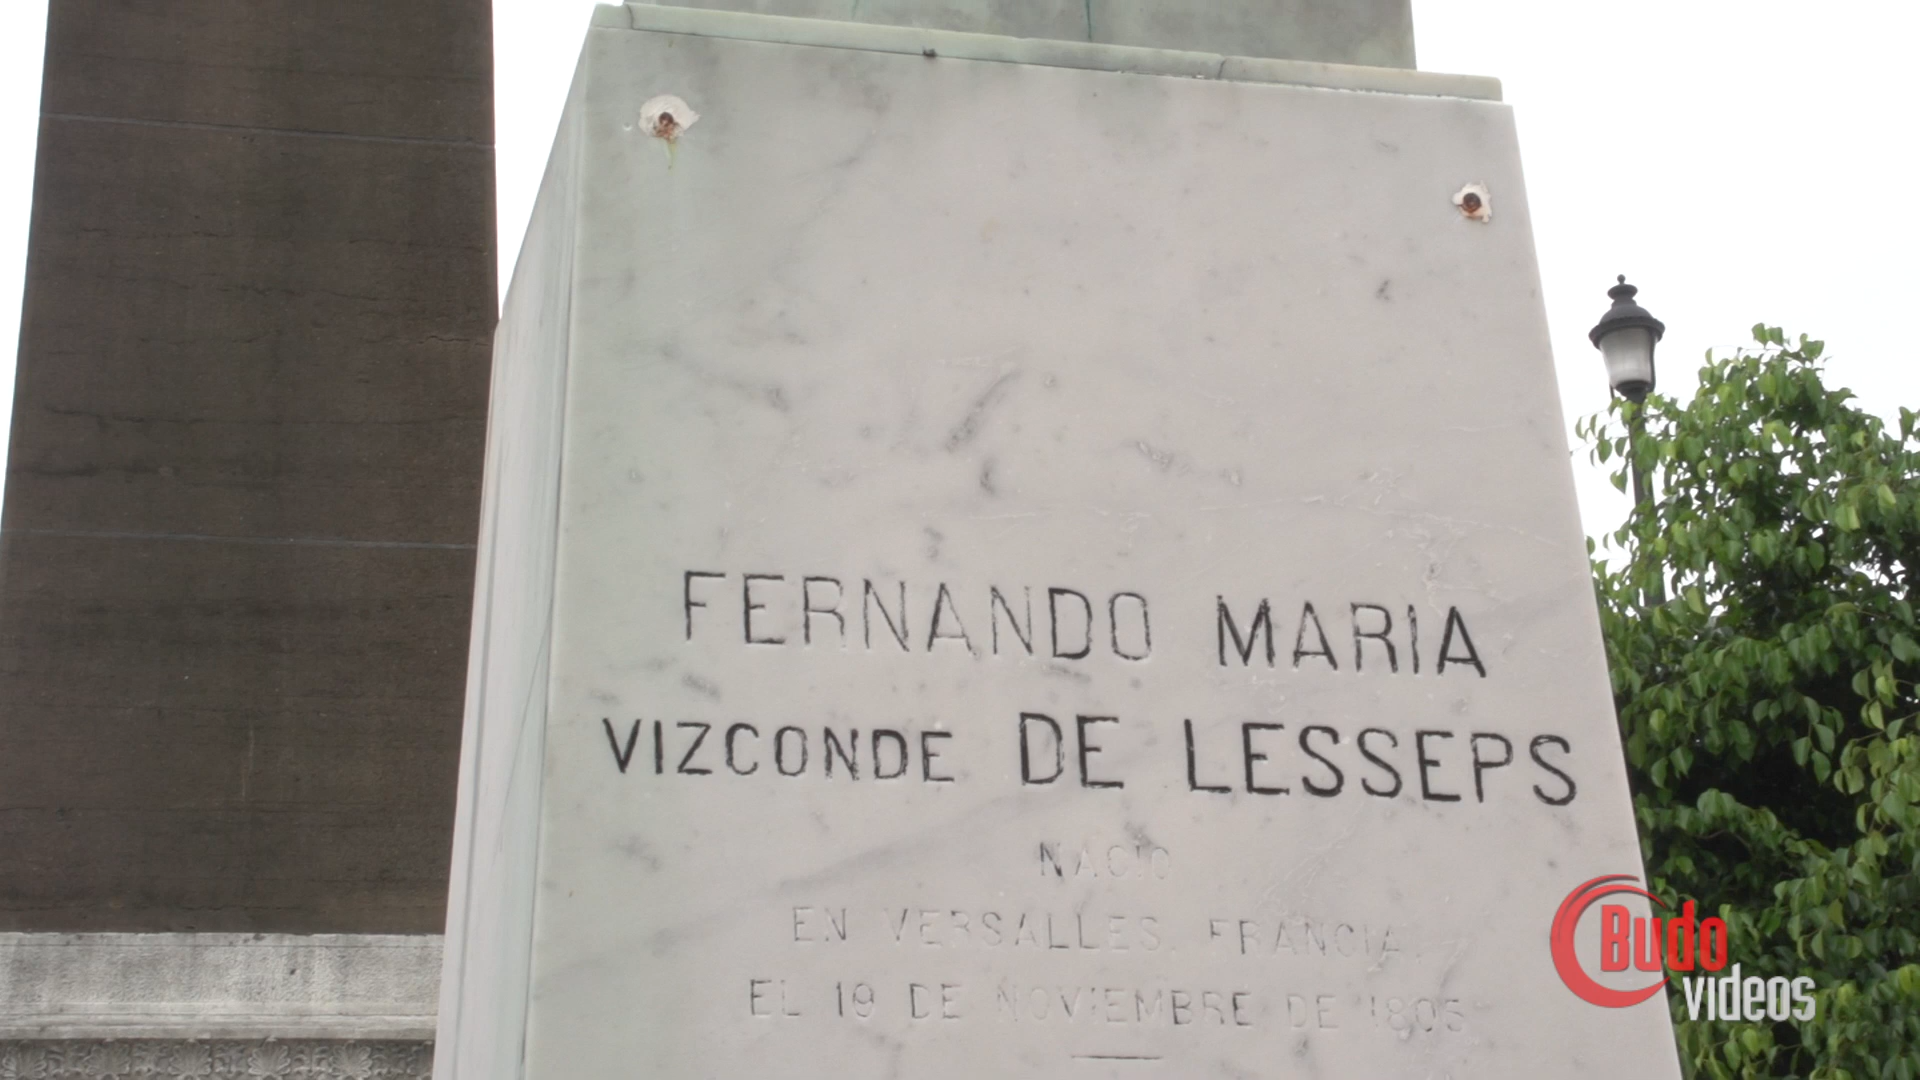 FERNANDO MARIA
VIZCONDE DE LESSEPS
NACIO
EN VERSALLES, FRANCIA,
EL 19 DE NOVIEMBRE DE 1805
Budo
videos